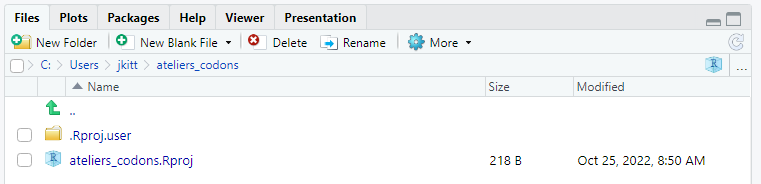 Files Plots Packages Help Viewer Presentation
New Folder New Blank File Delete Rename More
C: Users jkitt ateliers_codons R ...
Name Size Modified
..
.Rproj.user
R ateliers_codons.Rproj 218 B Oct 25, 2022, 8:50 AM